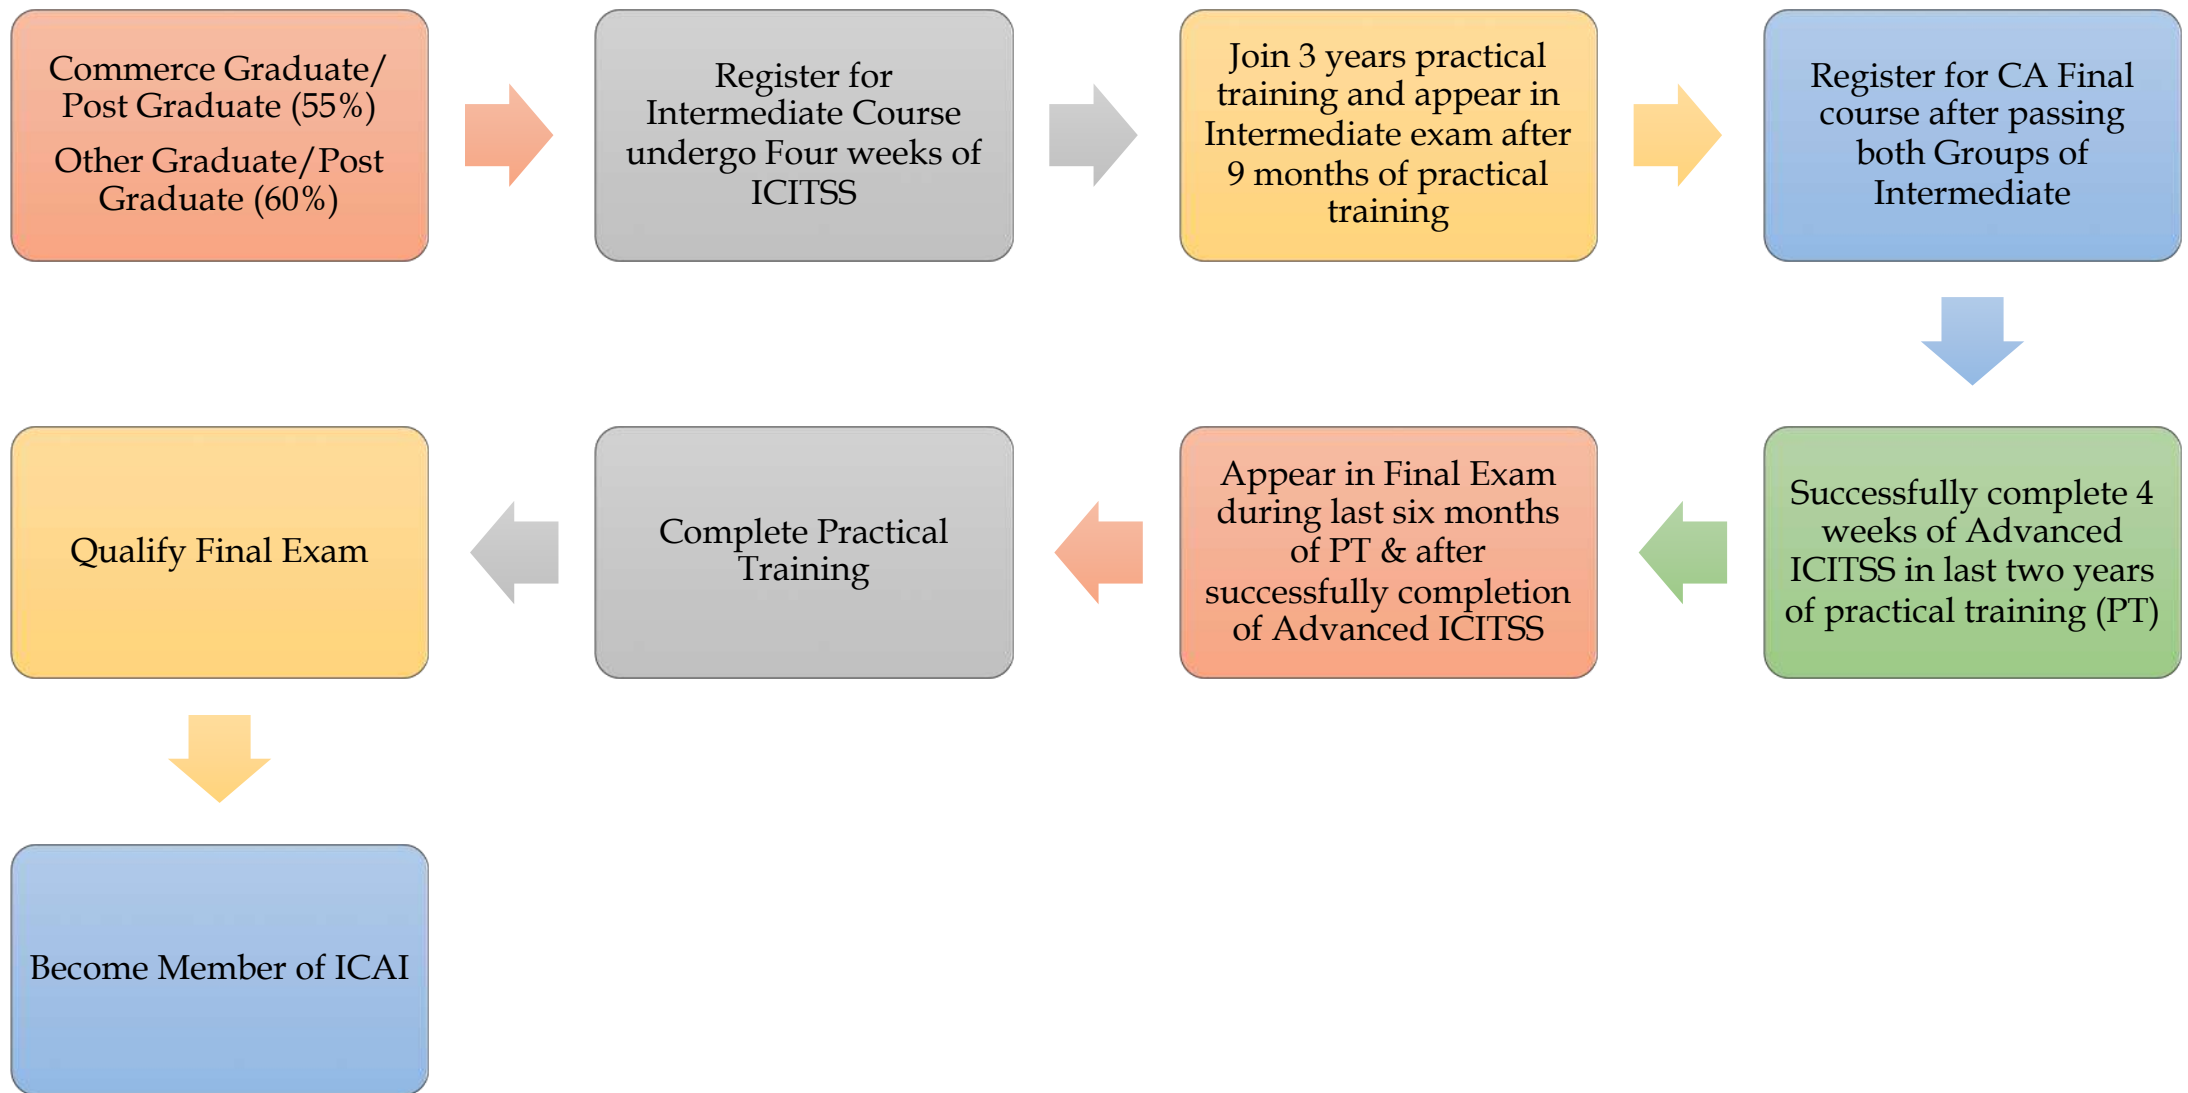 Commerce Graduate/
Post Graduate (55%)
Other Graduate/Post
Graduate (60%)
Register for
Intermediate Course
undergo Four weeks of
ICITSS
Join 3 years practical
training and appear in
Intermediate exam after
9 months of practical
training
Register for CA Final
course after passing
both Groups of
Intermediate
Successfully complete 4
weeks of Advanced
ICITSS in last two years
of practical training (PT)
Appear in Final Exam
during last six months
of PT & after
successfully completion
of Advanced ICITSS
Complete Practical
Training
Qualify Final Exam
Become Member of ICAI